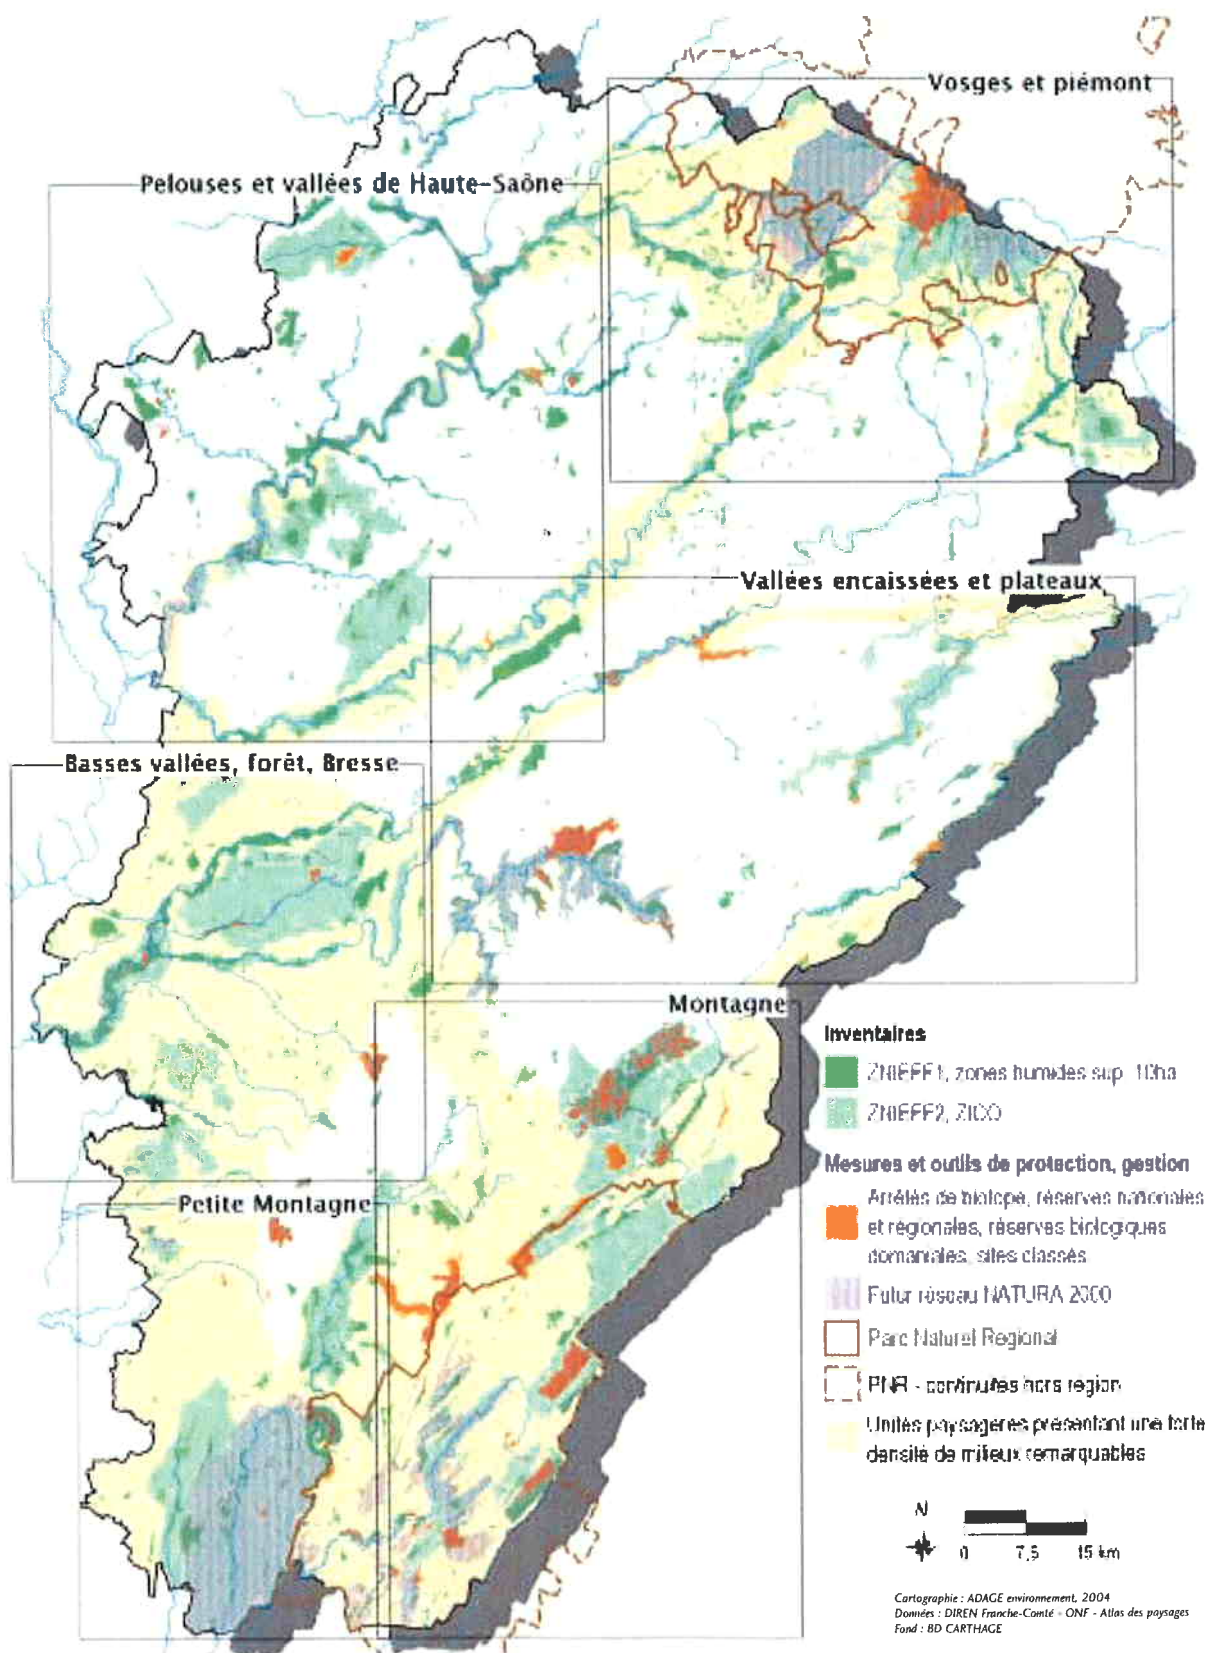 Vosges et piémont
Pelouses et vallées de Haute-Saône
Vallées encaissées et plateaux
Basses vallées, forêt, Bresse
Montagne
Petite Montagne
Inventaires
ZNIEFF1, zones humides sup. 10ha
ZNIEFF2, ZICO
Mesures et outils de protection, gestion
Arrêtés de biotope, réserves nationales
et régionales, réserves biologiques
domaniales, sites classés
Futur réseau NATURA 2000
Parc Naturel Regional
PNR - continuités hors region
Unités paysagères présentant une forte
densité de milieux remarquables
N
0 7,5 15 km
Cartographie : ADAGE environnement, 2004
Données : DIREN Franche-Comté - ONF - Atlas des paysages
Fond : BD CARTHAGE